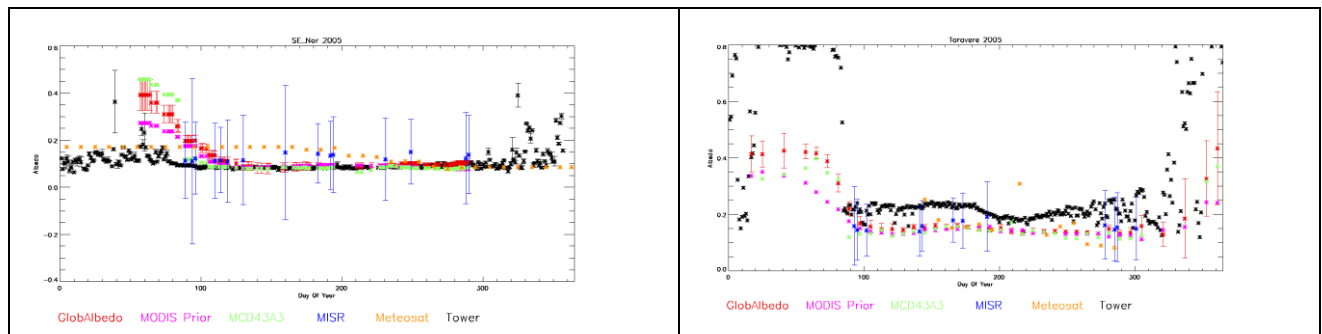 SE_Nor 2005
0.6
0.4
0.2
0.0
−0.2
−0.4
Albedo
0 100 200 300
Day Of Year
GlobAlbedo MODIS Prior MCD43A3 MISR Meteosat Tower
Toravere 2005
0.8
0.6
0.4
0.2
0.0
Albedo
0 100 200 300
Day Of Year
GlobAlbedo MODIS Prior MCD43A3 MISR Meteosat Tower